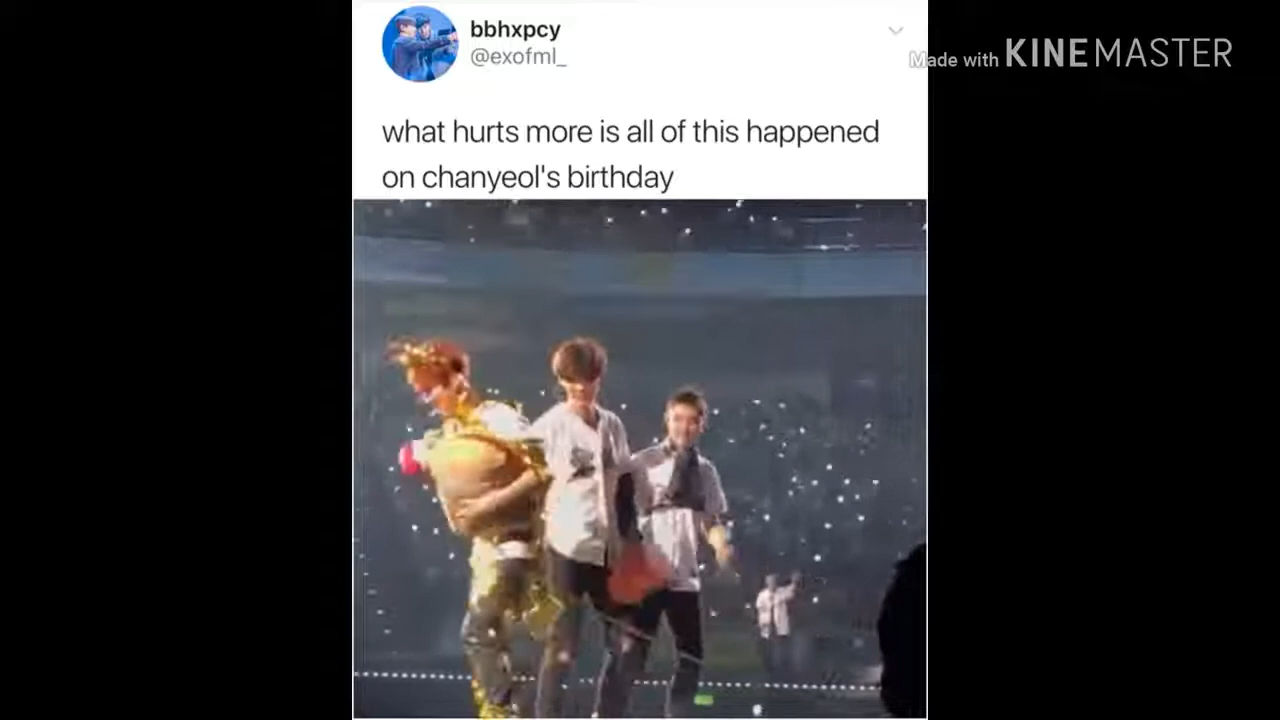 bbhxpcy
@exofml_
Made with KINEMASTER
what hurts more is all of this happened
on chanyeol's birthday